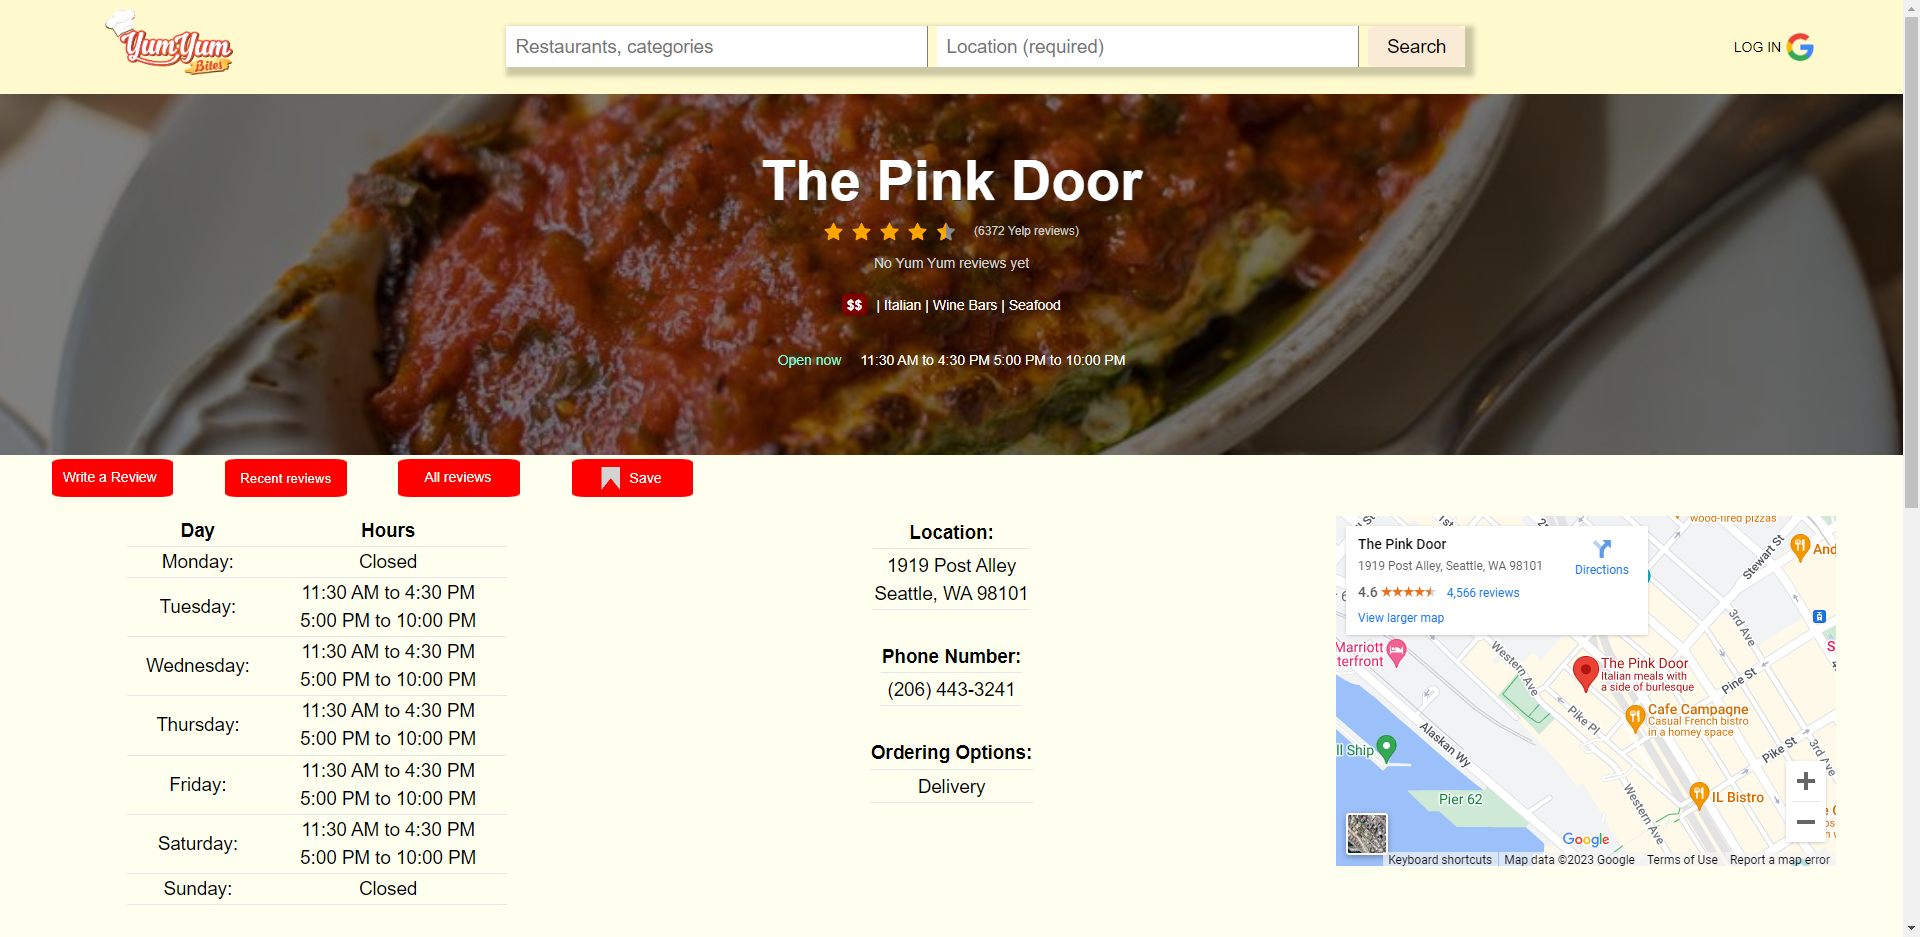 YumYum
Bites
Restaurants, categories
Location (required)
Search
LOG IN
The Pink Door
(6372 Yelp reviews)
No Yum Yum reviews yet
$$ | Italian | Wine Bars | Seafood
Open now 11:30 AM to 4:30 PM 5:00 PM to 10:00 PM
Write a Review
Recent reviews
All reviews
Save
Day Hours
Monday: Closed
Tuesday: 11:30 AM to 4:30 PM
5:00 PM to 10:00 PM
Wednesday: 11:30 AM to 4:30 PM
5:00 PM to 10:00 PM
Thursday: 11:30 AM to 4:30 PM
5:00 PM to 10:00 PM
Friday: 11:30 AM to 4:30 PM
5:00 PM to 10:00 PM
Saturday: 11:30 AM to 4:30 PM
5:00 PM to 10:00 PM
Sunday: Closed
Location:
1919 Post Alley
Seattle, WA 98101
Phone Number:
(206) 443-3241
Ordering Options:
Delivery
The Pink Door
1919 Post Alley, Seattle, WA 98101
4.6
4,566 reviews
View larger map
Directions
wood-fired pizzas
1st
And
Stewart St
3rd Ave
Marriott
terfront
Western Ave
The Pink Door
Italian meals with
a side of burlesque
Pine St
Cafe Campagne
Casual French bistro
in a homey space
Pike Pl
Alaskan Wy
ll Ship
Pike St
3rd Av
Pier 62
IL Bistro
Western Ave
Google
Keyboard shortcuts
Map data ©2023 Google
Terms of Use
Report a map error